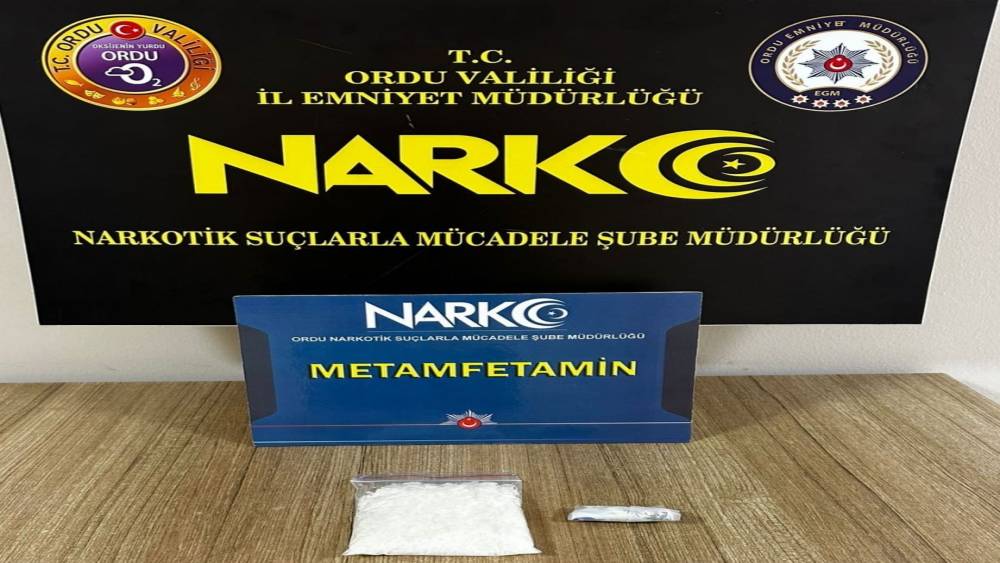 T.C. ORDU VALİLİĞİ
OKSİJENİN YURDU
ORDU
O2
T.C.
ORDU VALİLİĞİ
İL EMNİYET MÜDÜRLÜĞÜ
ORDU EMNİYET MÜDÜRLÜĞÜ
EGM
NARKO
NARKOTİK SUÇLARLA MÜCADELE ŞUBE MÜDÜRLÜĞÜ
NARKO
ORDU NARKOTİK SUÇLARLA MÜCADELE ŞUBE MÜDÜRLÜĞÜ
METAMFETAMİN